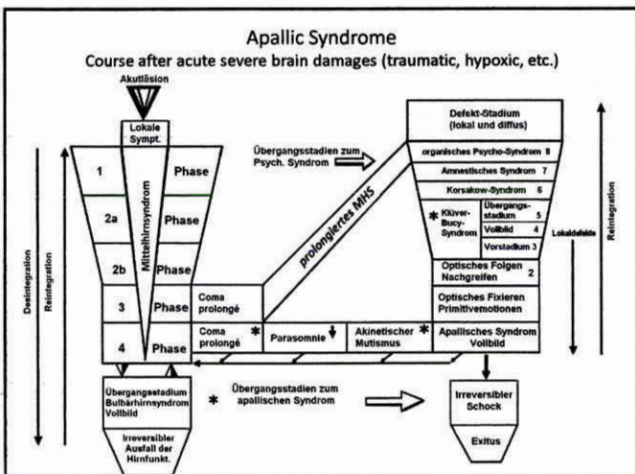 Apallic Syndrome
Course after acute severe brain damages (traumatic, hypoxic, etc.)
Akutläsion
Lokale
Sympt.
Mittelhirnsyndrom
1 Phase
2a Phase
2b Phase
3 Phase
4 Phase
Desintegration
Reintegration
Coma
prolongé
Coma
prolongé *
Parasomnie
Akinetischer *
Mutismus
prolongiertes MHS
Übergangsstadien zum
Psych. Syndrom
Defekt-Stadium
(lokal und diffus)
organisches Psycho-Syndrom 8
Amnestisches Syndrom 7
Korsakow-Syndrom 6
* Klüver-
Bucy-
Syndrom
Übergangs-
stadium 5
Vollbild 4
Vorstadium 3
Optisches Folgen
Nachgreifen 2
Optisches Fixieren
Primitivemotionen
Apallisches Syndrom
Vollbild
Lokaldefekte
Reintegration
Übergangsstadium
Bulbärhirnsyndrom
Vollbild
Irreversibler
Ausfall der
Hirnfunkt.
* Übergangsstadien zum
apallischen Syndrom
Irreversibler
Schock
Exitus